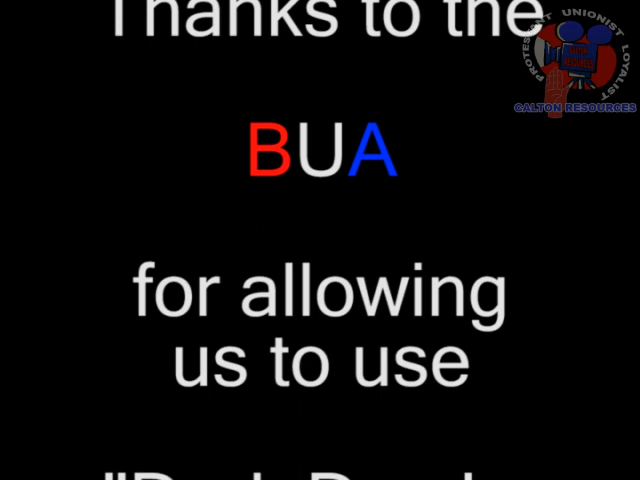 Thanks to the
BUA
for allowing
us to use
PROTESTANT UNIONIST LOYALIST
CALTON RESOURCES